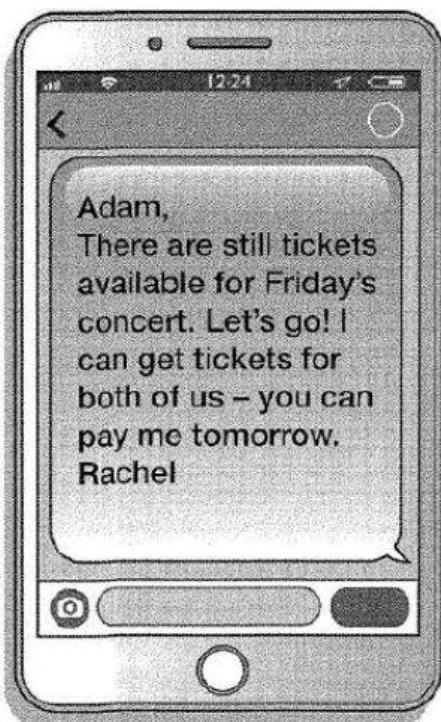 12:24
Adam,
There are still tickets
available for Friday's
concert. Let's go! I
can get tickets for
both of us – you can
pay me tomorrow.
Rachel